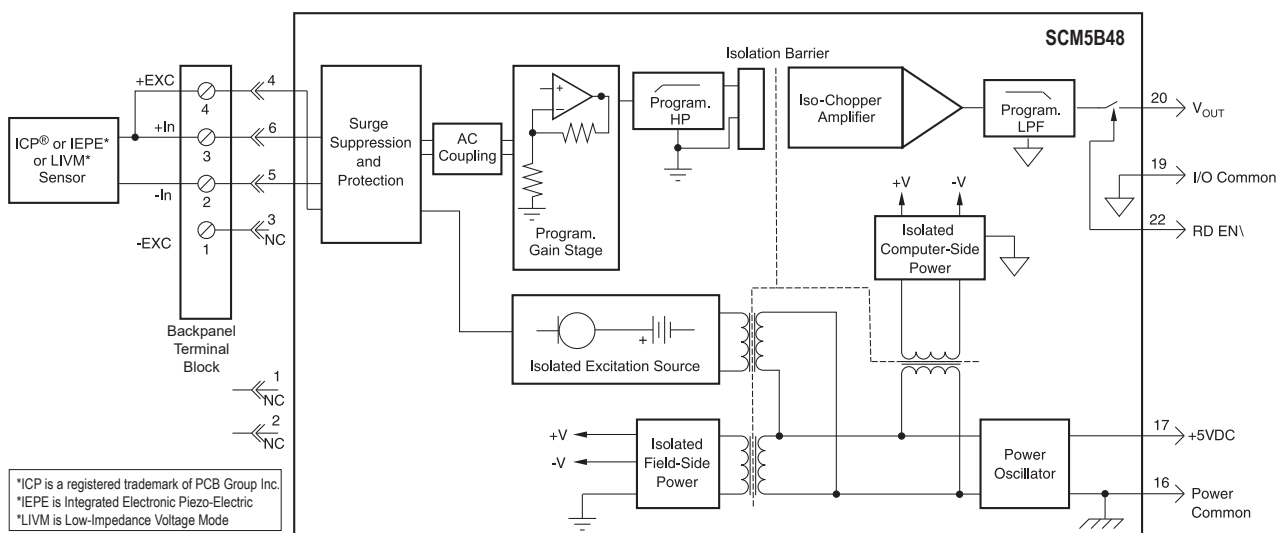 SCM5B48
Isolation Barrier
+EXC
4
4
+In
3
6
-In
2
5
-EXC
1
3
NC
ICP® or IEPE*
or LIVM*
Sensor
Backpanel
Terminal
Block
1
NC
2
NC
Surge
Suppression
and
Protection
AC
Coupling
+
−
Program.
Gain Stage
Program.
HP
Iso-Chopper
Amplifier
Program.
LPF
20
VOUT
19
I/O Common
22
RD EN\
+V
-V
Isolated
Computer-Side
Power
+
Isolated Excitation Source
+V
-V
Isolated
Field-Side
Power
Power
Oscillator
17
+5VDC
16
Power
Common
*ICP is a registered trademark of PCB Group Inc.
*IEPE is Integrated Electronic Piezo-Electric
*LIVM is Low-Impedance Voltage Mode